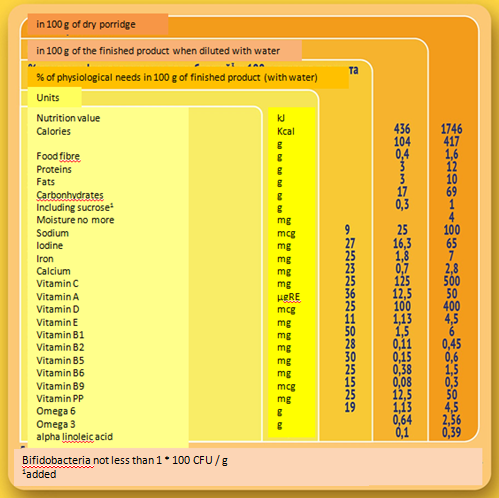 in 100 g of dry porridge
in 100 g of the finished product when diluted with water
% of physiological needs in 100 g of finished product (with water)
та
Units
Nutrition value
Calories
Food fibre
Proteins
Fats
Carbonhydrates
Including sucrose¹
Moisture no more
Sodium
Iodine
Iron
Calcium
Vitamin C
Vitamin A
Vitamin D
Vitamin E
Vitamin B1
Vitamin B2
Vitamin B5
Vitamin B6
Vitamin B9
Vitamin PP
Omega 6
Omega 3
alpha linoleic acid
kJ
Kcal
g
g
g
g
g
g
mg
mcg
mg
mg
mg
mg
µgRE
mcg
mg
mg
mg
mg
mg
mcg
mg
g
g
9
27
25
23
25
36
25
11
50
28
30
25
15
25
19
436
104
0,4
3
3
17
0,3
25
16,3
1,8
0,7
125
12,5
100
1,13
1,5
0,11
0,15
0,38
0,08
12,5
1,13
0,64
0,1
1746
417
1,6
12
10
69
1
4
100
65
7
2,8
500
50
400
4,5
6
0,45
0,6
1,5
0,3
50
4,5
2,56
0,39
Bifidobacteria not less than 1 * 100 CFU / g
¹added